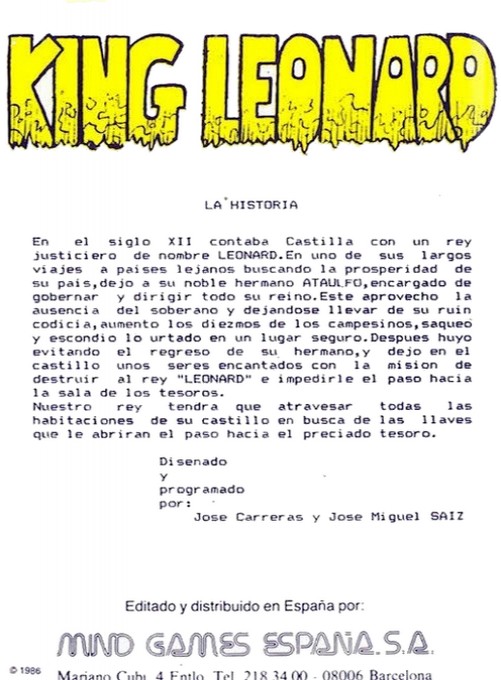 KING LEONARD
LA HISTORIA
En el siglo XII contaba Castilla con un rey
justiciero de nombre LEONARD.En uno de sus largos
viajes a paises lejanos buscando la prosperidad de
su pais,dejo a su noble hermano ATAULFO,encargado de
gobernar y dirigir todo su reino.Este aprovecho la
ausencia del soberano y dejandose llevar de su ruin
codicia,aumento los diezmos de los campesinos,saqueo
y escondio lo urtado en un lugar seguro.Despues huyo
evitando el regreso de su hermano,y dejo en el
castillo unos seres encantados con la mision de
destruir al rey "LEONARD" e impedirle el paso hacia
la sala de los tesoros.
Nuestro rey tendra que atravesar todas las
habitaciones de su castillo en busca de las llaves
que le abriran el paso hacia el preciado tesoro.
Disenado
y
programado
por:
Jose Carreras y Jose Miguel SAIZ
Editado y distribuido en España por:
MIND GAMES ESPAÑA.S.A.
© 1986 Mariano Cubi, 4 Entlo. Tel. 218 34 00 - 08006 Barcelona